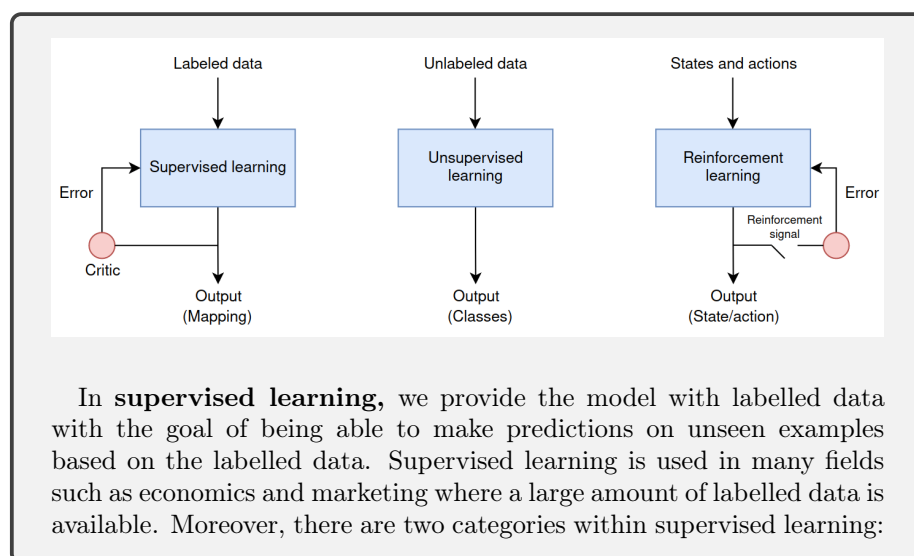 Labeled data
Unlabeled data
States and actions
Supervised learning
Unsupervised
learning
Reinforcement
learning
Error
Critic
Reinforcement
signal
Error
Output
(Mapping)
Output
(Classes)
Output
(State/action)
In supervised learning, we provide the model with labelled data
with the goal of being able to make predictions on unseen examples
based on the labelled data. Supervised learning is used in many fields
such as economics and marketing where a large amount of labelled data is
available. Moreover, there are two categories within supervised learning: